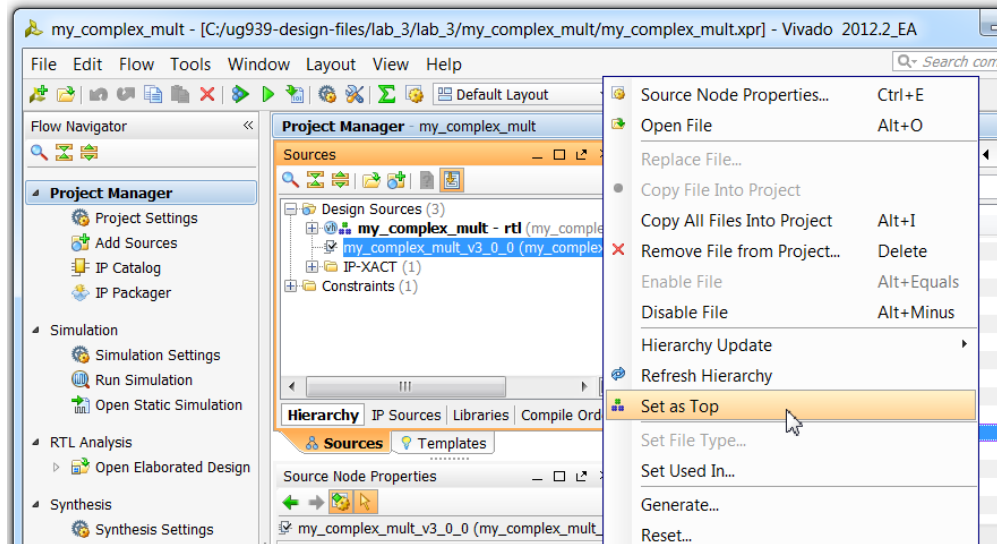 my_complex_mult - [C:/ug939-design-files/lab_3/lab_3/my_complex_mult/my_complex_mult.xpr] - Vivado 2012.2_EA
File Edit Flow Tools Window Layout View Help
Search com
Default Layout
Flow Navigator
Project Manager
Project Settings
Add Sources
IP Catalog
IP Packager
Simulation
Simulation Settings
Run Simulation
Open Static Simulation
RTL Analysis
Open Elaborated Design
Synthesis
Synthesis Settings
Project Manager - my_complex_mult
Sources
Design Sources (3)
my_complex_mult - rtl (my_comple
my_complex_mult_v3_0_0 (my_complex
IP-XACT (1)
Constraints (1)
Hierarchy IP Sources Libraries Compile Ord
Sources Templates
Source Node Properties
my_complex_mult_v3_0_0 (my_complex_mult_
Source Node Properties... Ctrl+E
Open File Alt+O
Replace File...
Copy File Into Project
Copy All Files Into Project Alt+I
Remove File from Project... Delete
Enable File Alt+Equals
Disable File Alt+Minus
Hierarchy Update
Refresh Hierarchy
Set as Top
Set File Type...
Set Used In...
Generate...
Reset...